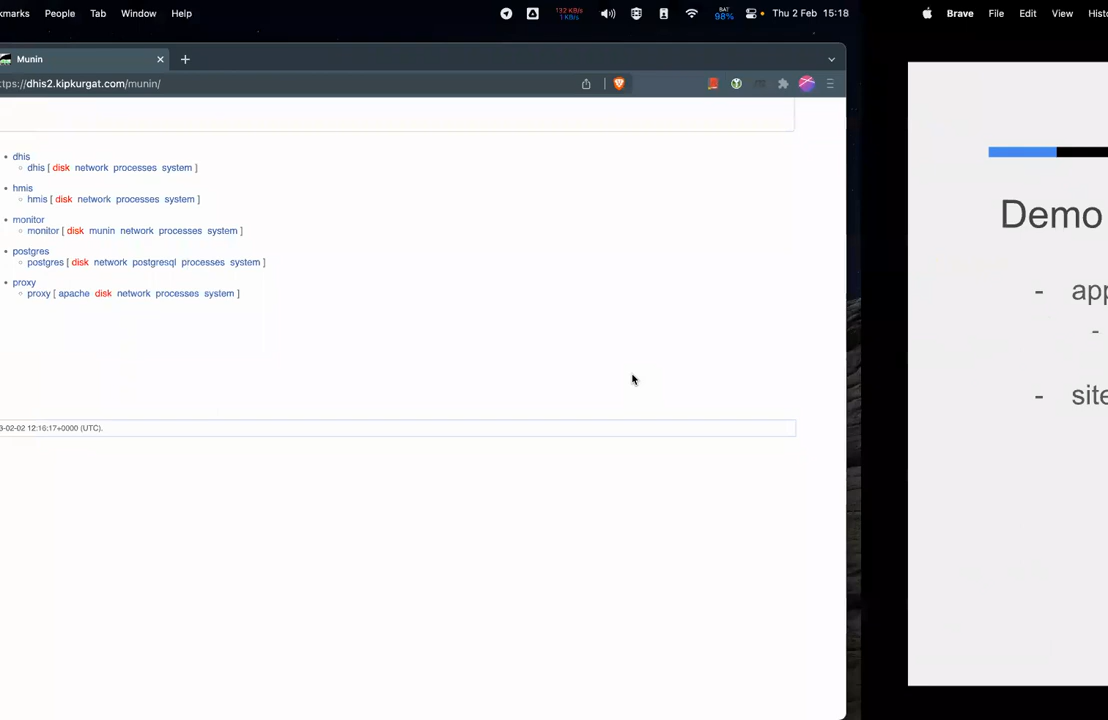 kmarks People Tab Window Help 132 KB/s 1 KB/s BAT 98% Thu 2 Feb 15:18
Munin
tps://dhis2.kipkurgat.com/munin/
dhis
dhis [ disk network processes system ]
hmis
hmis [ disk network processes system ]
monitor
monitor [ disk munin network processes system ]
postgres
postgres [ disk network postgresql processes system ]
proxy
proxy [ apache disk network processes system ]
3-02-02 12:16:17+0000 (UTC).
Brave File Edit View Histo
Demo
- app
-
- site